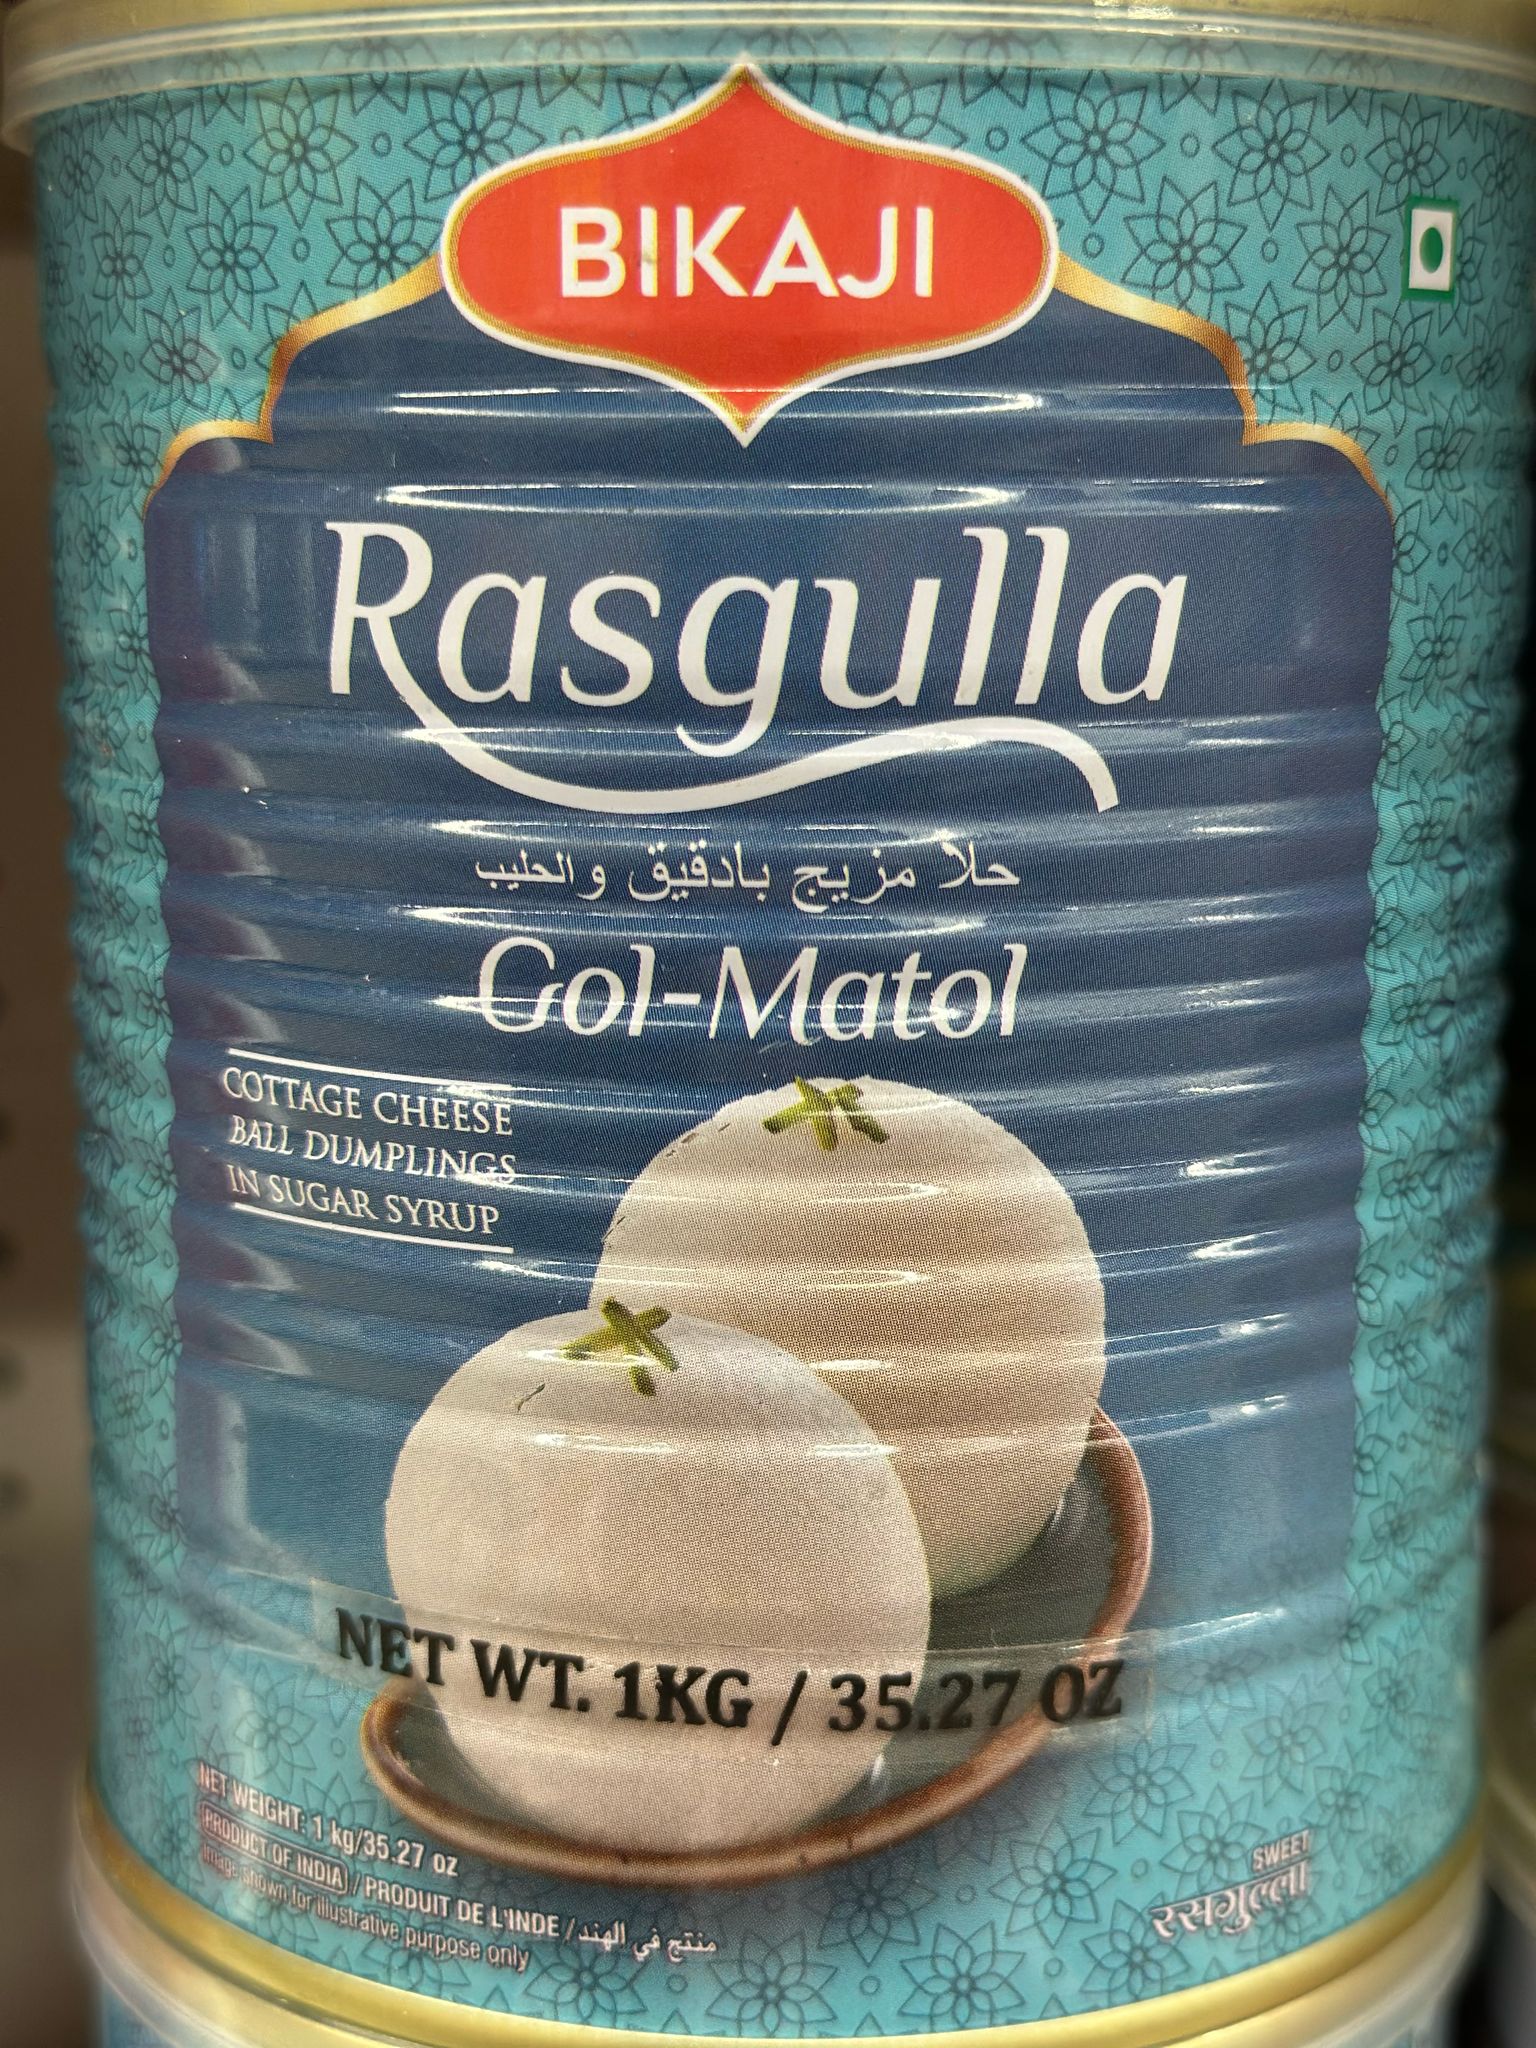 BIKAJI
Rasgulla
حلا مزيج بادقيق والحليب
Gol-Matol
COTTAGE CHEESE
BALL DUMPLINGS
IN SUGAR SYRUP
NET WT. 1KG / 35.27 OZ
NET WEIGHT: 1 kg/35.27 oz
PRODUCT OF INDIA / PRODUIT DE L'INDE / منتج في الهند
Image shown for illustrative purpose only
SWEET
रसगुल्ला